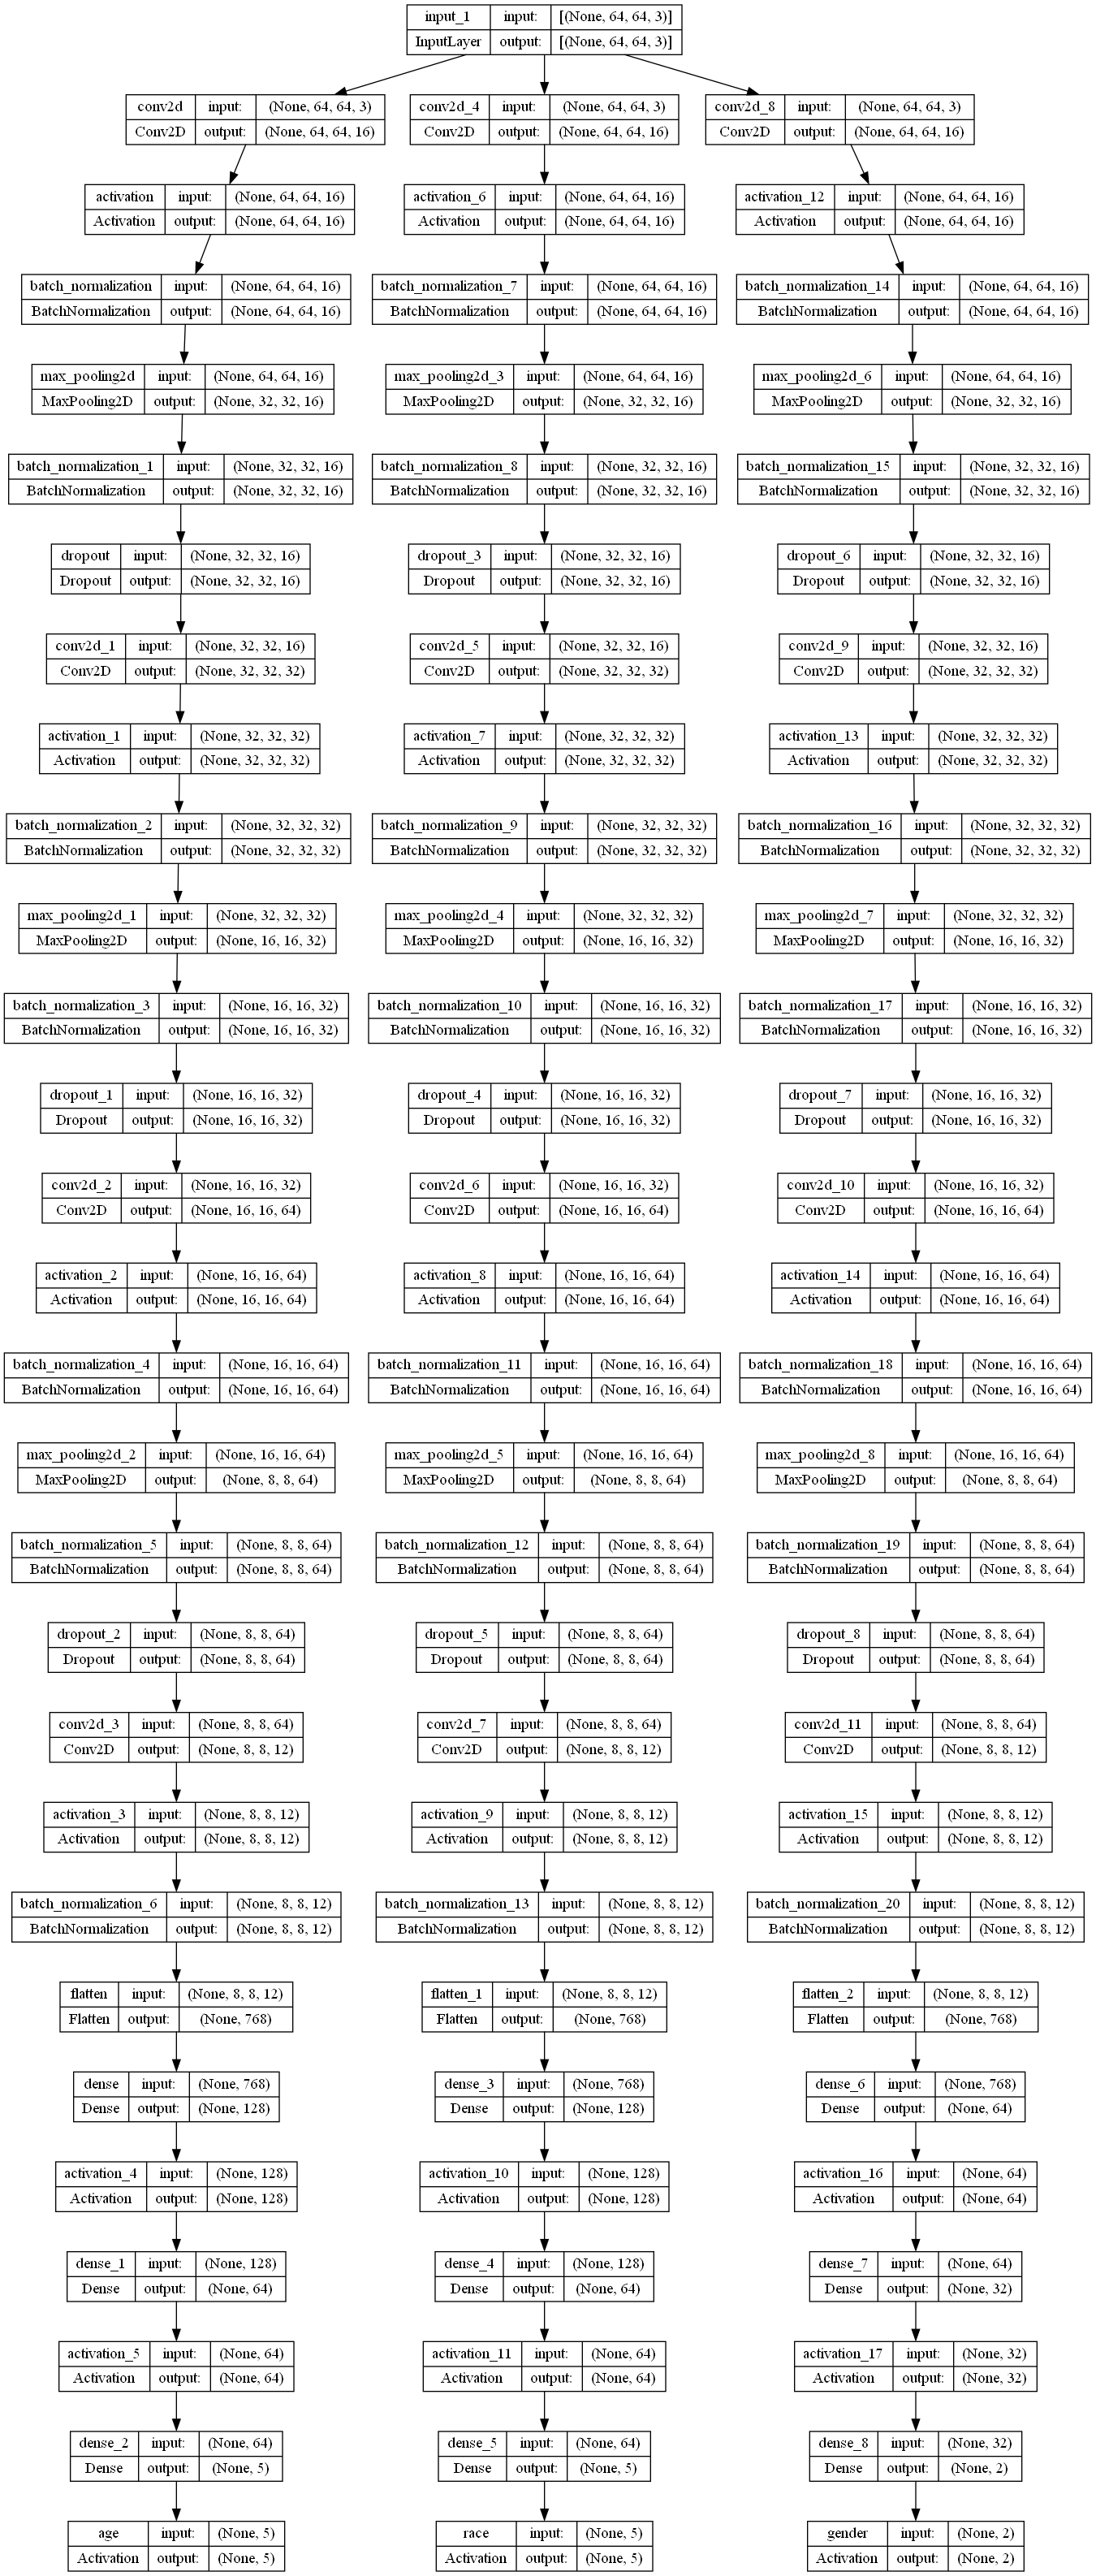 input_1 input: [(None, 64, 64, 3)]
InputLayer output: [(None, 64, 64, 3)]
conv2d input: (None, 64, 64, 3) conv2d_4 input: (None, 64, 64, 3) conv2d_8 input: (None, 64, 64, 3)
Conv2D output: (None, 64, 64, 16) Conv2D output: (None, 64, 64, 16) Conv2D output: (None, 64, 64, 16)
activation input: (None, 64, 64, 16) activation_6 input: (None, 64, 64, 16) activation_12 input: (None, 64, 64, 16)
Activation output: (None, 64, 64, 16) Activation output: (None, 64, 64, 16) Activation output: (None, 64, 64, 16)
batch_normalization input: (None, 64, 64, 16) batch_normalization_7 input: (None, 64, 64, 16) batch_normalization_14 input: (None, 64, 64, 16)
BatchNormalization output: (None, 64, 64, 16) BatchNormalization output: (None, 64, 64, 16) BatchNormalization output: (None, 64, 64, 16)
max_pooling2d input: (None, 64, 64, 16) max_pooling2d_3 input: (None, 64, 64, 16) max_pooling2d_6 input: (None, 64, 64, 16)
MaxPooling2D output: (None, 32, 32, 16) MaxPooling2D output: (None, 32, 32, 16) MaxPooling2D output: (None, 32, 32, 16)
batch_normalization_1 input: (None, 32, 32, 16) batch_normalization_8 input: (None, 32, 32, 16) batch_normalization_15 input: (None, 32, 32, 16)
BatchNormalization output: (None, 32, 32, 16) BatchNormalization output: (None, 32, 32, 16) BatchNormalization output: (None, 32, 32, 16)
dropout input: (None, 32, 32, 16) dropout_3 input: (None, 32, 32, 16) dropout_6 input: (None, 32, 32, 16)
Dropout output: (None, 32, 32, 16) Dropout output: (None, 32, 32, 16) Dropout output: (None, 32, 32, 16)
conv2d_1 input: (None, 32, 32, 16) conv2d_5 input: (None, 32, 32, 16) conv2d_9 input: (None, 32, 32, 16)
Conv2D output: (None, 32, 32, 32) Conv2D output: (None, 32, 32, 32) Conv2D output: (None, 32, 32, 32)
activation_1 input: (None, 32, 32, 32) activation_7 input: (None, 32, 32, 32) activation_13 input: (None, 32, 32, 32)
Activation output: (None, 32, 32, 32) Activation output: (None, 32, 32, 32) Activation output: (None, 32, 32, 32)
batch_normalization_2 input: (None, 32, 32, 32) batch_normalization_9 input: (None, 32, 32, 32) batch_normalization_16 input: (None, 32, 32, 32)
BatchNormalization output: (None, 32, 32, 32) BatchNormalization output: (None, 32, 32, 32) BatchNormalization output: (None, 32, 32, 32)
max_pooling2d_1 input: (None, 32, 32, 32) max_pooling2d_4 input: (None, 32, 32, 32) max_pooling2d_7 input: (None, 32, 32, 32)
MaxPooling2D output: (None, 16, 16, 32) MaxPooling2D output: (None, 16, 16, 32) MaxPooling2D output: (None, 16, 16, 32)
batch_normalization_3 input: (None, 16, 16, 32) batch_normalization_10 input: (None, 16, 16, 32) batch_normalization_17 input: (None, 16, 16, 32)
BatchNormalization output: (None, 16, 16, 32) BatchNormalization output: (None, 16, 16, 32) BatchNormalization output: (None, 16, 16, 32)
dropout_1 input: (None, 16, 16, 32) dropout_4 input: (None, 16, 16, 32) dropout_7 input: (None, 16, 16, 32)
Dropout output: (None, 16, 16, 32) Dropout output: (None, 16, 16, 32) Dropout output: (None, 16, 16, 32)
conv2d_2 input: (None, 16, 16, 32) conv2d_6 input: (None, 16, 16, 32) conv2d_10 input: (None, 16, 16, 32)
Conv2D output: (None, 16, 16, 64) Conv2D output: (None, 16, 16, 64) Conv2D output: (None, 16, 16, 64)
activation_2 input: (None, 16, 16, 64) activation_8 input: (None, 16, 16, 64) activation_14 input: (None, 16, 16, 64)
Activation output: (None, 16, 16, 64) Activation output: (None, 16, 16, 64) Activation output: (None, 16, 16, 64)
batch_normalization_4 input: (None, 16, 16, 64) batch_normalization_11 input: (None, 16, 16, 64) batch_normalization_18 input: (None, 16, 16, 64)
BatchNormalization output: (None, 16, 16, 64) BatchNormalization output: (None, 16, 16, 64) BatchNormalization output: (None, 16, 16, 64)
max_pooling2d_2 input: (None, 16, 16, 64) max_pooling2d_5 input: (None, 16, 16, 64) max_pooling2d_8 input: (None, 16, 16, 64)
MaxPooling2D output: (None, 8, 8, 64) MaxPooling2D output: (None, 8, 8, 64) MaxPooling2D output: (None, 8, 8, 64)
batch_normalization_5 input: (None, 8, 8, 64) batch_normalization_12 input: (None, 8, 8, 64) batch_normalization_19 input: (None, 8, 8, 64)
BatchNormalization output: (None, 8, 8, 64) BatchNormalization output: (None, 8, 8, 64) BatchNormalization output: (None, 8, 8, 64)
dropout_2 input: (None, 8, 8, 64) dropout_5 input: (None, 8, 8, 64) dropout_8 input: (None, 8, 8, 64)
Dropout output: (None, 8, 8, 64) Dropout output: (None, 8, 8, 64) Dropout output: (None, 8, 8, 64)
conv2d_3 input: (None, 8, 8, 64) conv2d_7 input: (None, 8, 8, 64) conv2d_11 input: (None, 8, 8, 64)
Conv2D output: (None, 8, 8, 12) Conv2D output: (None, 8, 8, 12) Conv2D output: (None, 8, 8, 12)
activation_3 input: (None, 8, 8, 12) activation_9 input: (None, 8, 8, 12) activation_15 input: (None, 8, 8, 12)
Activation output: (None, 8, 8, 12) Activation output: (None, 8, 8, 12) Activation output: (None, 8, 8, 12)
batch_normalization_6 input: (None, 8, 8, 12) batch_normalization_13 input: (None, 8, 8, 12) batch_normalization_20 input: (None, 8, 8, 12)
BatchNormalization output: (None, 8, 8, 12) BatchNormalization output: (None, 8, 8, 12) BatchNormalization output: (None, 8, 8, 12)
flatten input: (None, 8, 8, 12) flatten_1 input: (None, 8, 8, 12) flatten_2 input: (None, 8, 8, 12)
Flatten output: (None, 768) Flatten output: (None, 768) Flatten output: (None, 768)
dense input: (None, 768) dense_3 input: (None, 768) dense_6 input: (None, 768)
Dense output: (None, 128) Dense output: (None, 128) Dense output: (None, 64)
activation_4 input: (None, 128) activation_10 input: (None, 128) activation_16 input: (None, 64)
Activation output: (None, 128) Activation output: (None, 128) Activation output: (None, 64)
dense_1 input: (None, 128) dense_4 input: (None, 128) dense_7 input: (None, 64)
Dense output: (None, 64) Dense output: (None, 64) Dense output: (None, 32)
activation_5 input: (None, 64) activation_11 input: (None, 64) activation_17 input: (None, 32)
Activation output: (None, 64) Activation output: (None, 64) Activation output: (None, 32)
dense_2 input: (None, 64) dense_5 input: (None, 64) dense_8 input: (None, 32)
Dense output: (None, 5) Dense output: (None, 5) Dense output: (None, 2)
age input: (None, 5) race input: (None, 5) gender input: (None, 2)
Activation output: (None, 5) Activation output: (None, 5) Activation output: (None, 2)